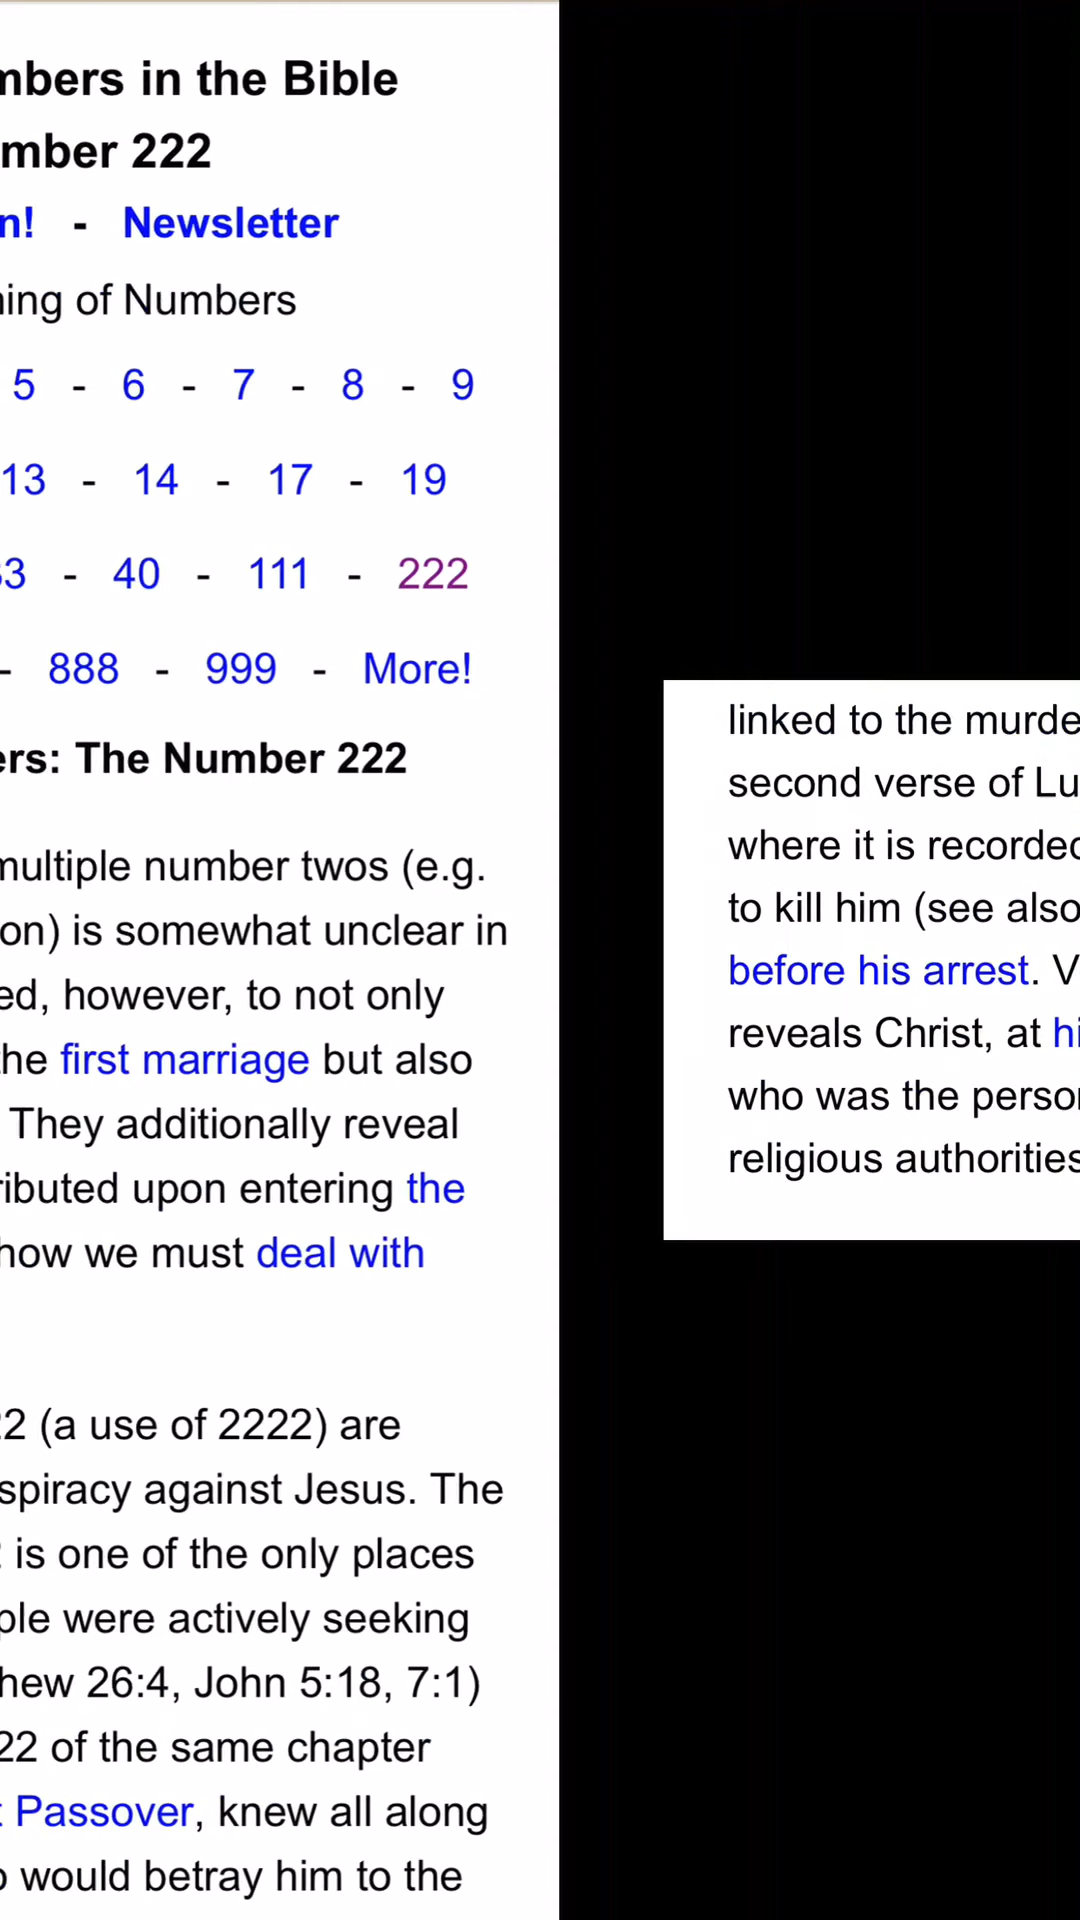 mbers in the Bible
mber 222
n! - Newsletter
ning of Numbers
5 - 6 - 7 - 8 - 9
13 - 14 - 17 - 19
33 - 40 - 111 - 222
- 888 - 999 - More!
ers: The Number 222
multiple number twos (e.g.
on) is somewhat unclear in
ed, however, to not only
the first marriage but also
They additionally reveal
ributed upon entering the
how we must deal with
22 (a use of 2222) are
spiracy against Jesus. The
is one of the only places
ple were actively seeking
hew 26:4, John 5:18, 7:1)
22 of the same chapter
t Passover, knew all along
o would betray him to the
linked to the murde
second verse of Lu
where it is recorded
to kill him (see also
before his arrest. V
reveals Christ, at hi
who was the person
religious authorities